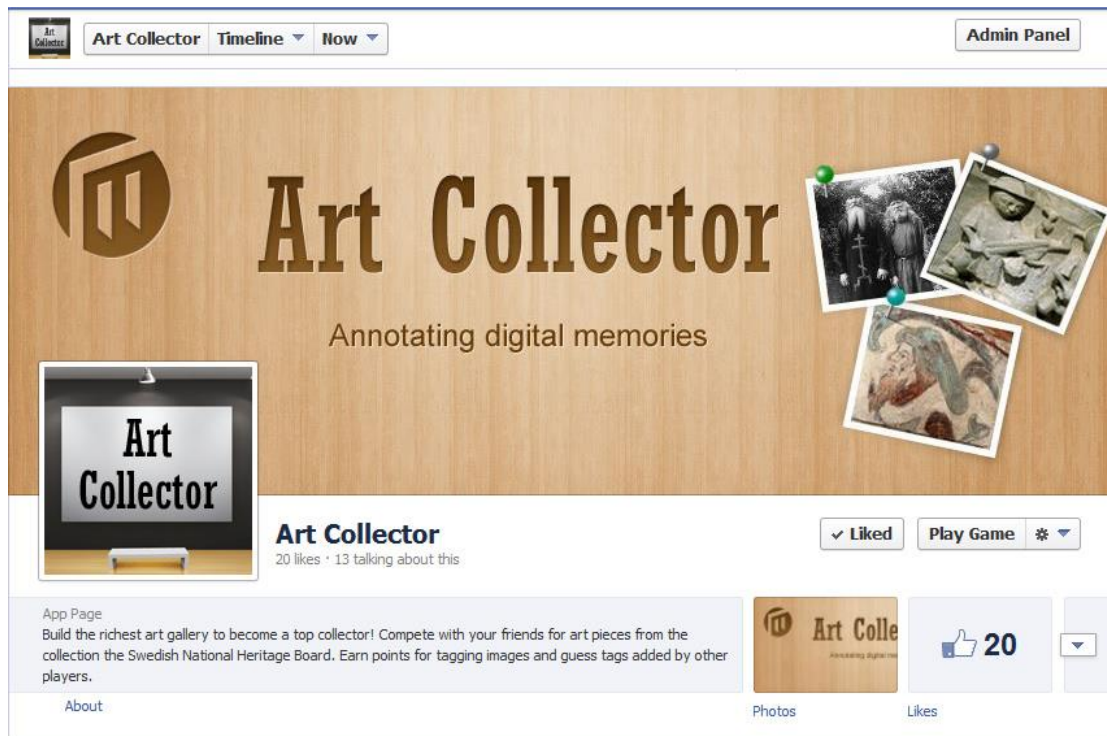 Art
Collector
Art Collector Timeline Now
Admin Panel
Art Collector
Annotating digital memories
Art
Collector
Art Collector
20 likes · 13 talking about this
Liked
Play Game
App Page
Build the richest art gallery to become a top collector! Compete with your friends for art pieces from the
collection the Swedish National Heritage Board. Earn points for tagging images and guess tags added by other
players.
About
Art Colle
Annotating digital me
Photos
20
Likes